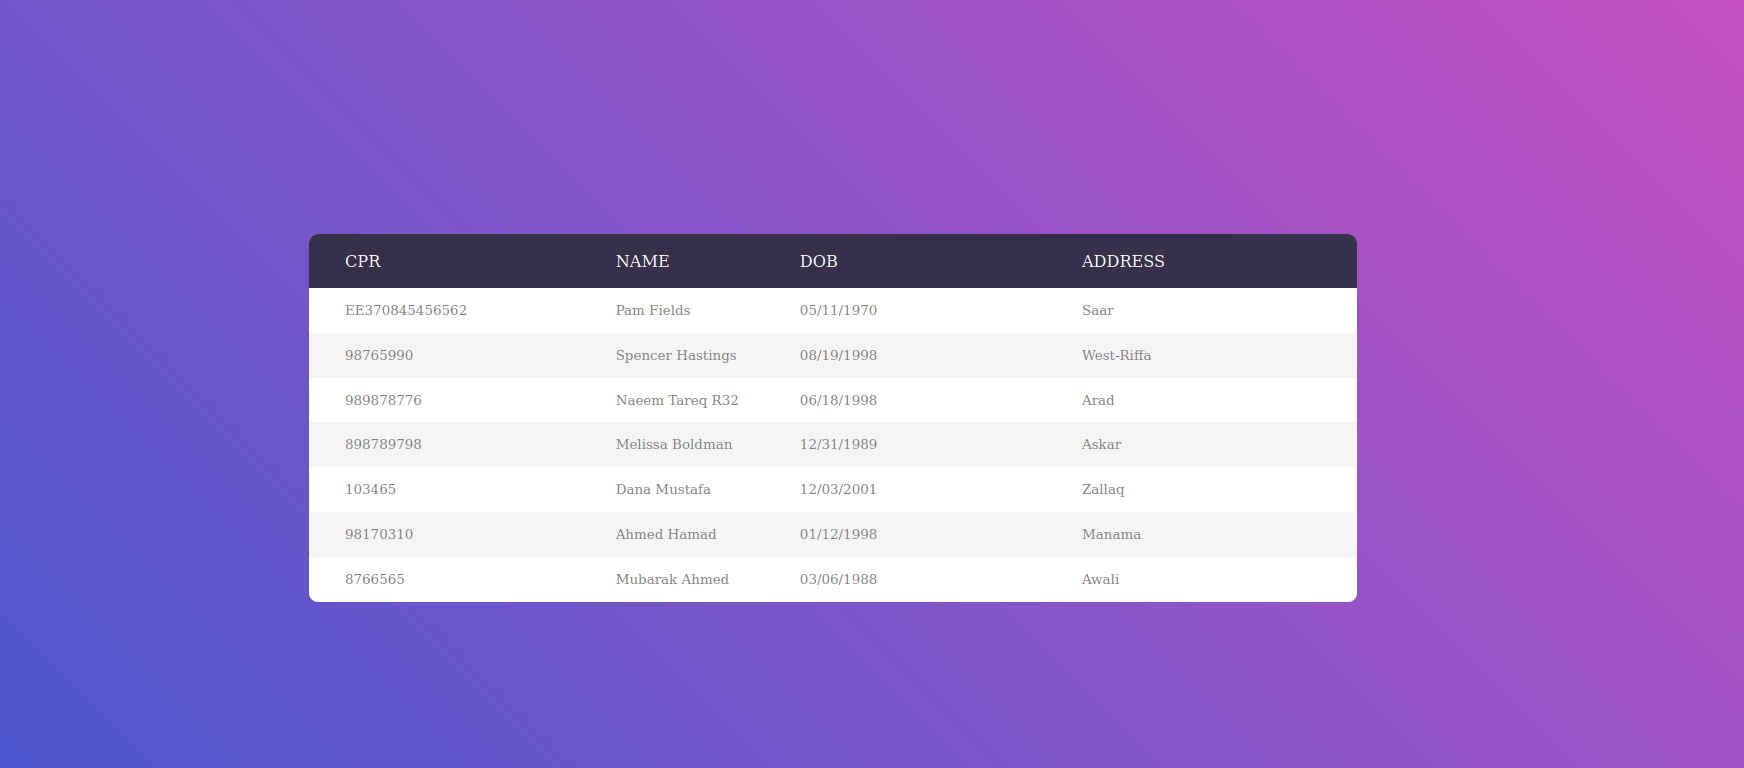 CPR NAME DOB ADDRESS
EE370845456562 Pam Fields 05/11/1970 Saar
98765990 Spencer Hastings 08/19/1998 West-Riffa
989878776 Naeem Tareq R32 06/18/1998 Arad
898789798 Melissa Boldman 12/31/1989 Askar
103465 Dana Mustafa 12/03/2001 Zallaq
98170310 Ahmed Hamad 01/12/1998 Manama
8766565 Mubarak Ahmed 03/06/1988 Awali